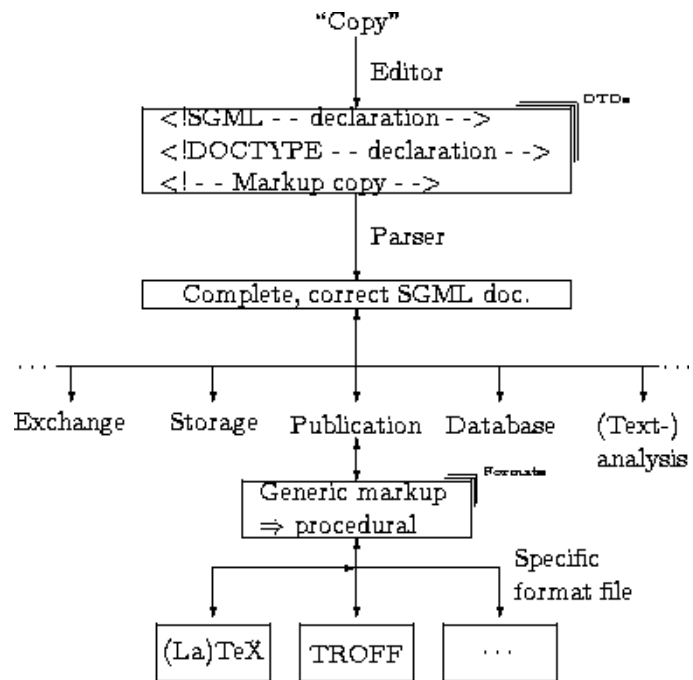 “Copy”
Editor
DTDs
<!SGML - - declaration - ->
<!DOCTYPE - - declaration - ->
<! - - Markup copy - ->
Parser
Complete, correct SGML doc.
· · ·
· · ·
Exchange
Storage
Publication
Database
(Text-)
analysis
Formats
Generic markup
⇒ procedural
Specific
format file
(La)TeX
TROFF
· · ·